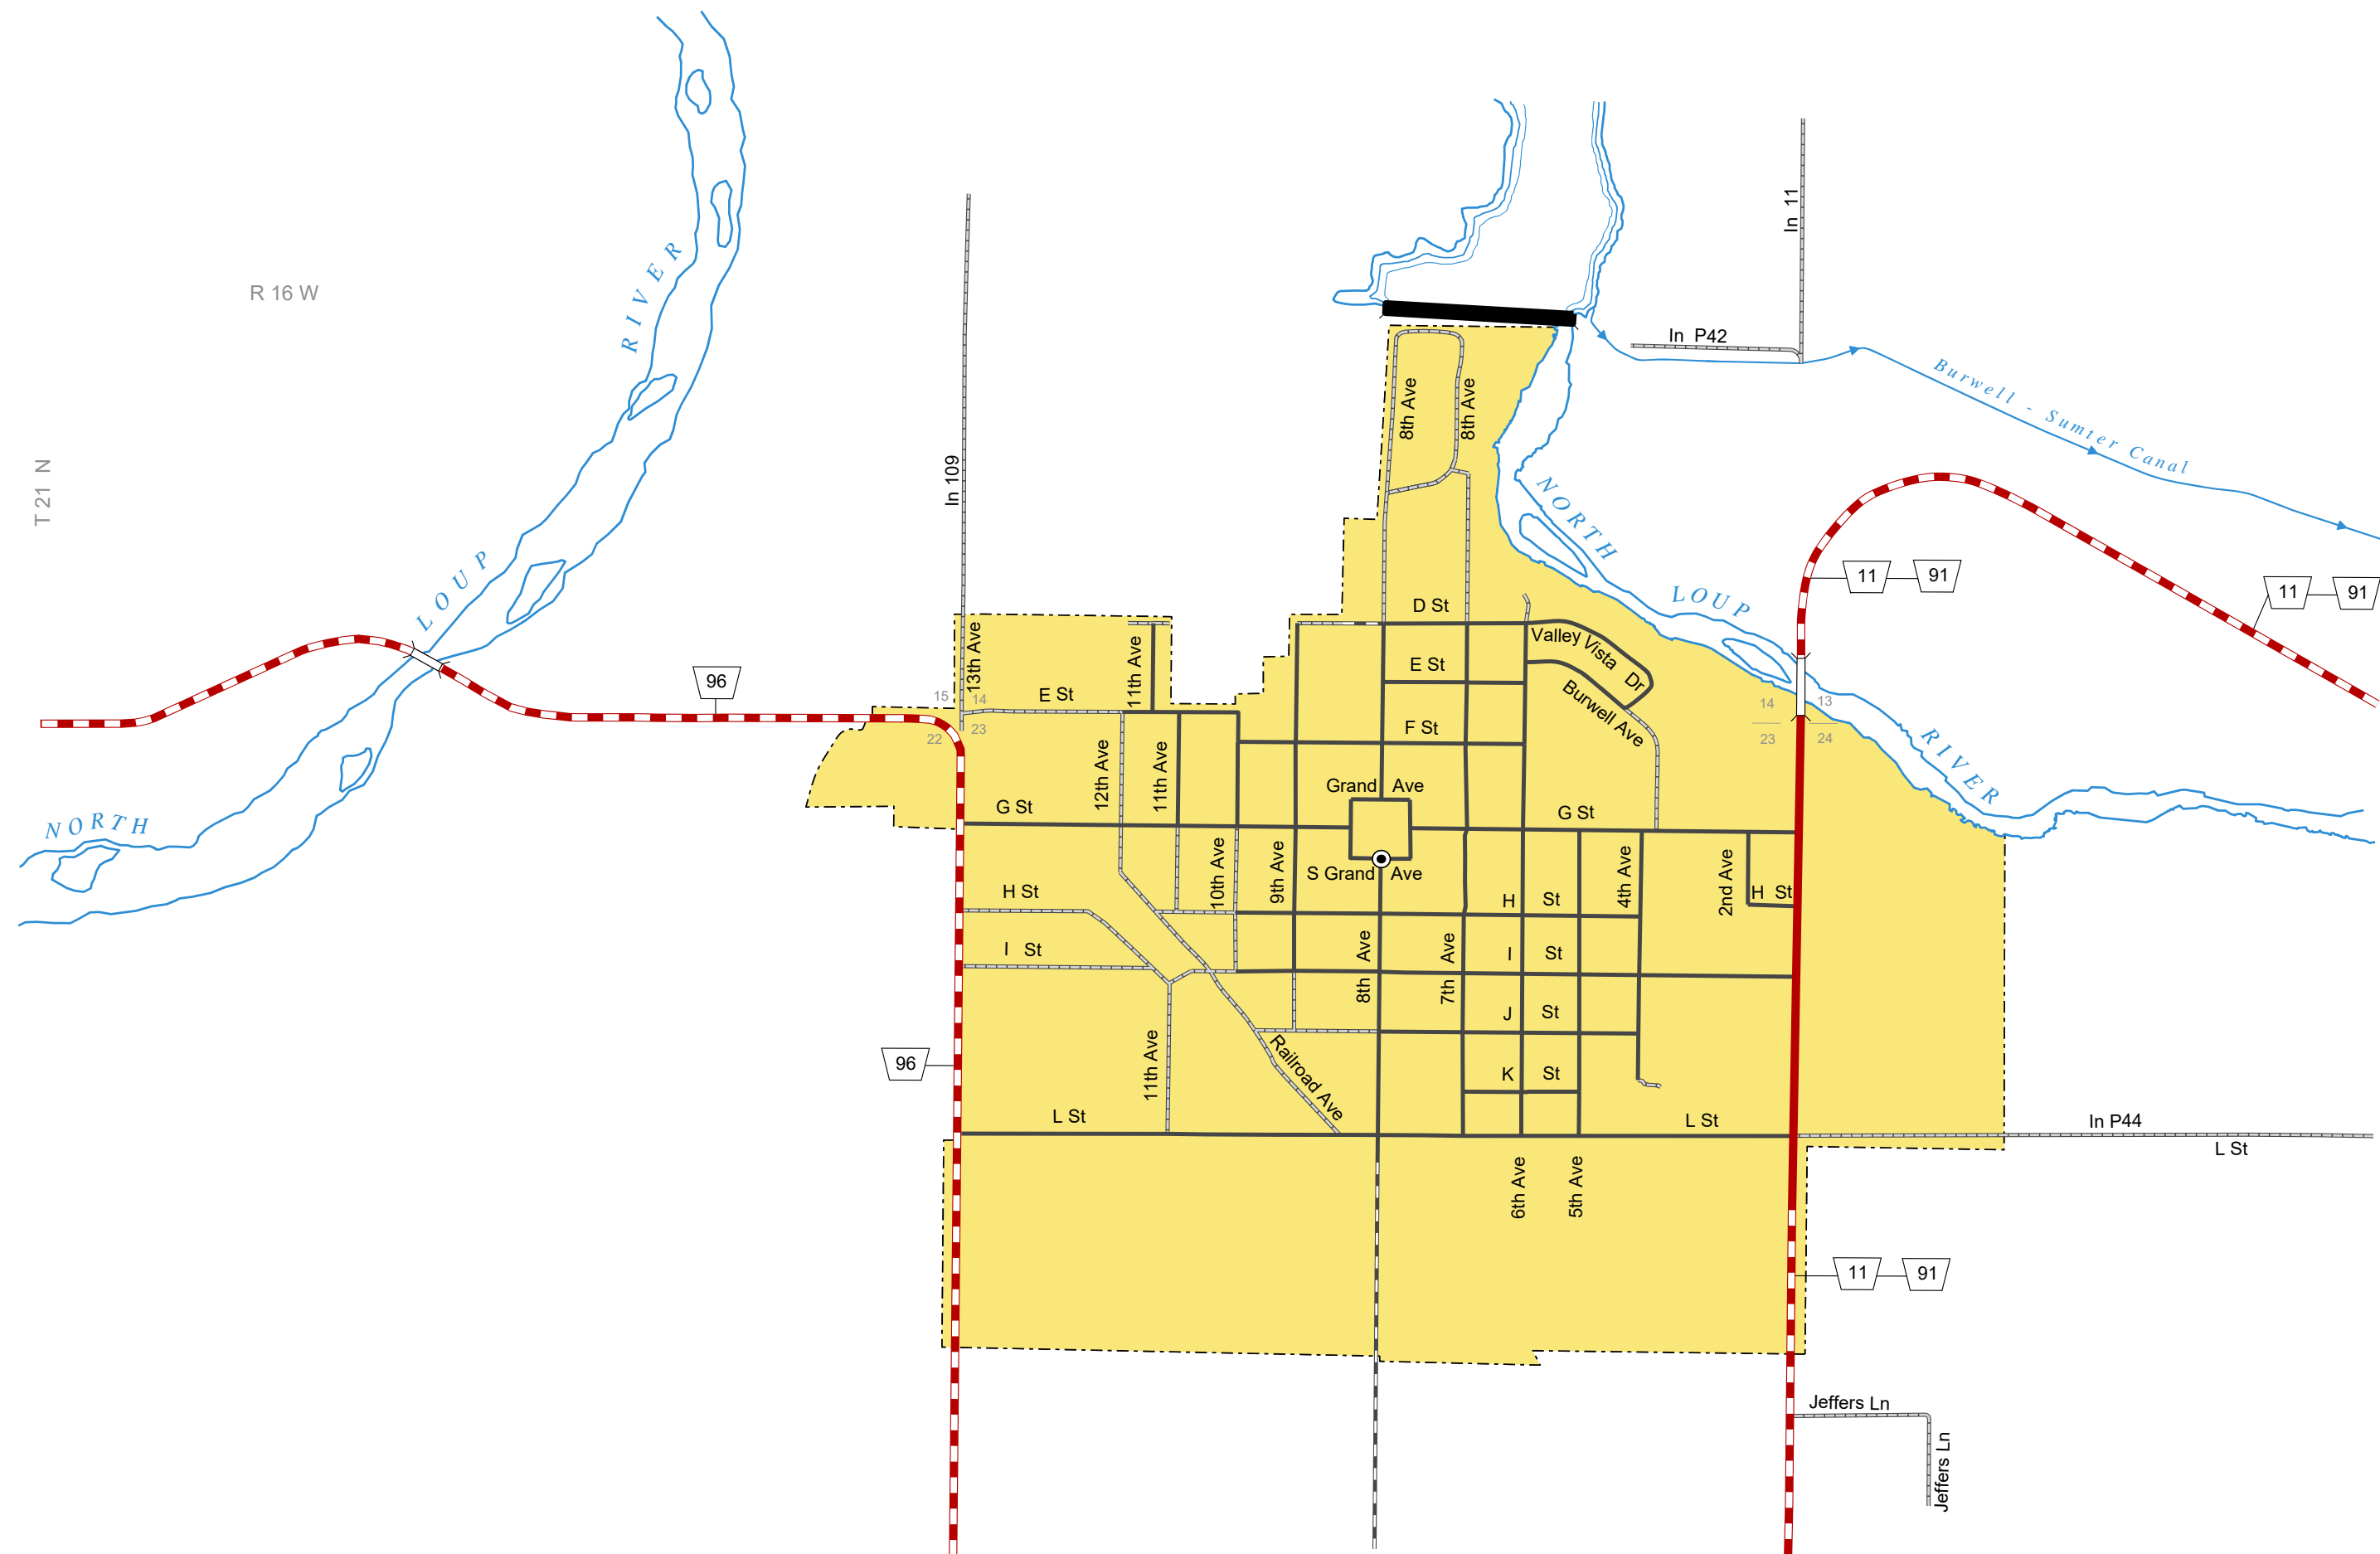 In 11
R 16 W
RIVER
In P42
Burwell - Sumter Canal
8th Ave
8th Ave
T 21 N
In 109
NORTH
LOUP
11
91
11
91
LOUP
D St
Valley Vista Dr
13th Ave
11th Ave
E St
96
15
14
E St
Burwell Ave
14
13
22
23
F St
23
24
RIVER
12th Ave
11th Ave
Grand Ave
G St
G St
NORTH
10th Ave
9th Ave
S Grand Ave
4th Ave
2nd Ave
H St
H St
H St
I St
8th Ave
7th Ave
I St
J St
96
11th Ave
Railroad Ave
K St
L St
L St
In P44
L St
6th Ave
5th Ave
11
91
Jeffers Ln
Jeffers Ln